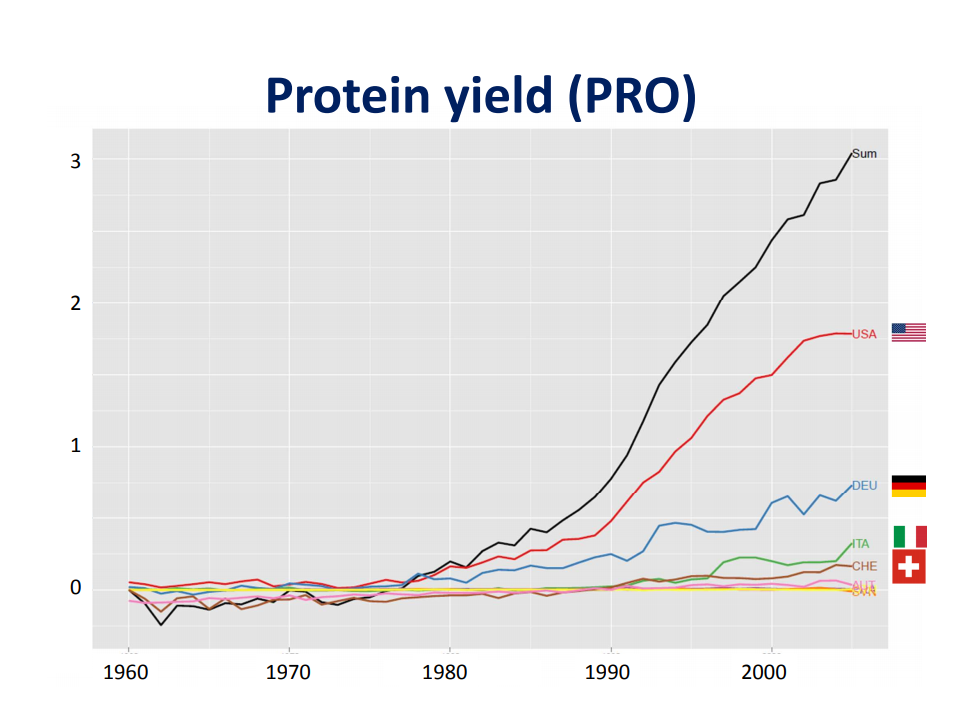 Protein yield (PRO)
3
Sum
2
USA
1
DEU
ITA
CHE
AUT
0
1960 1970 1980 1990 2000